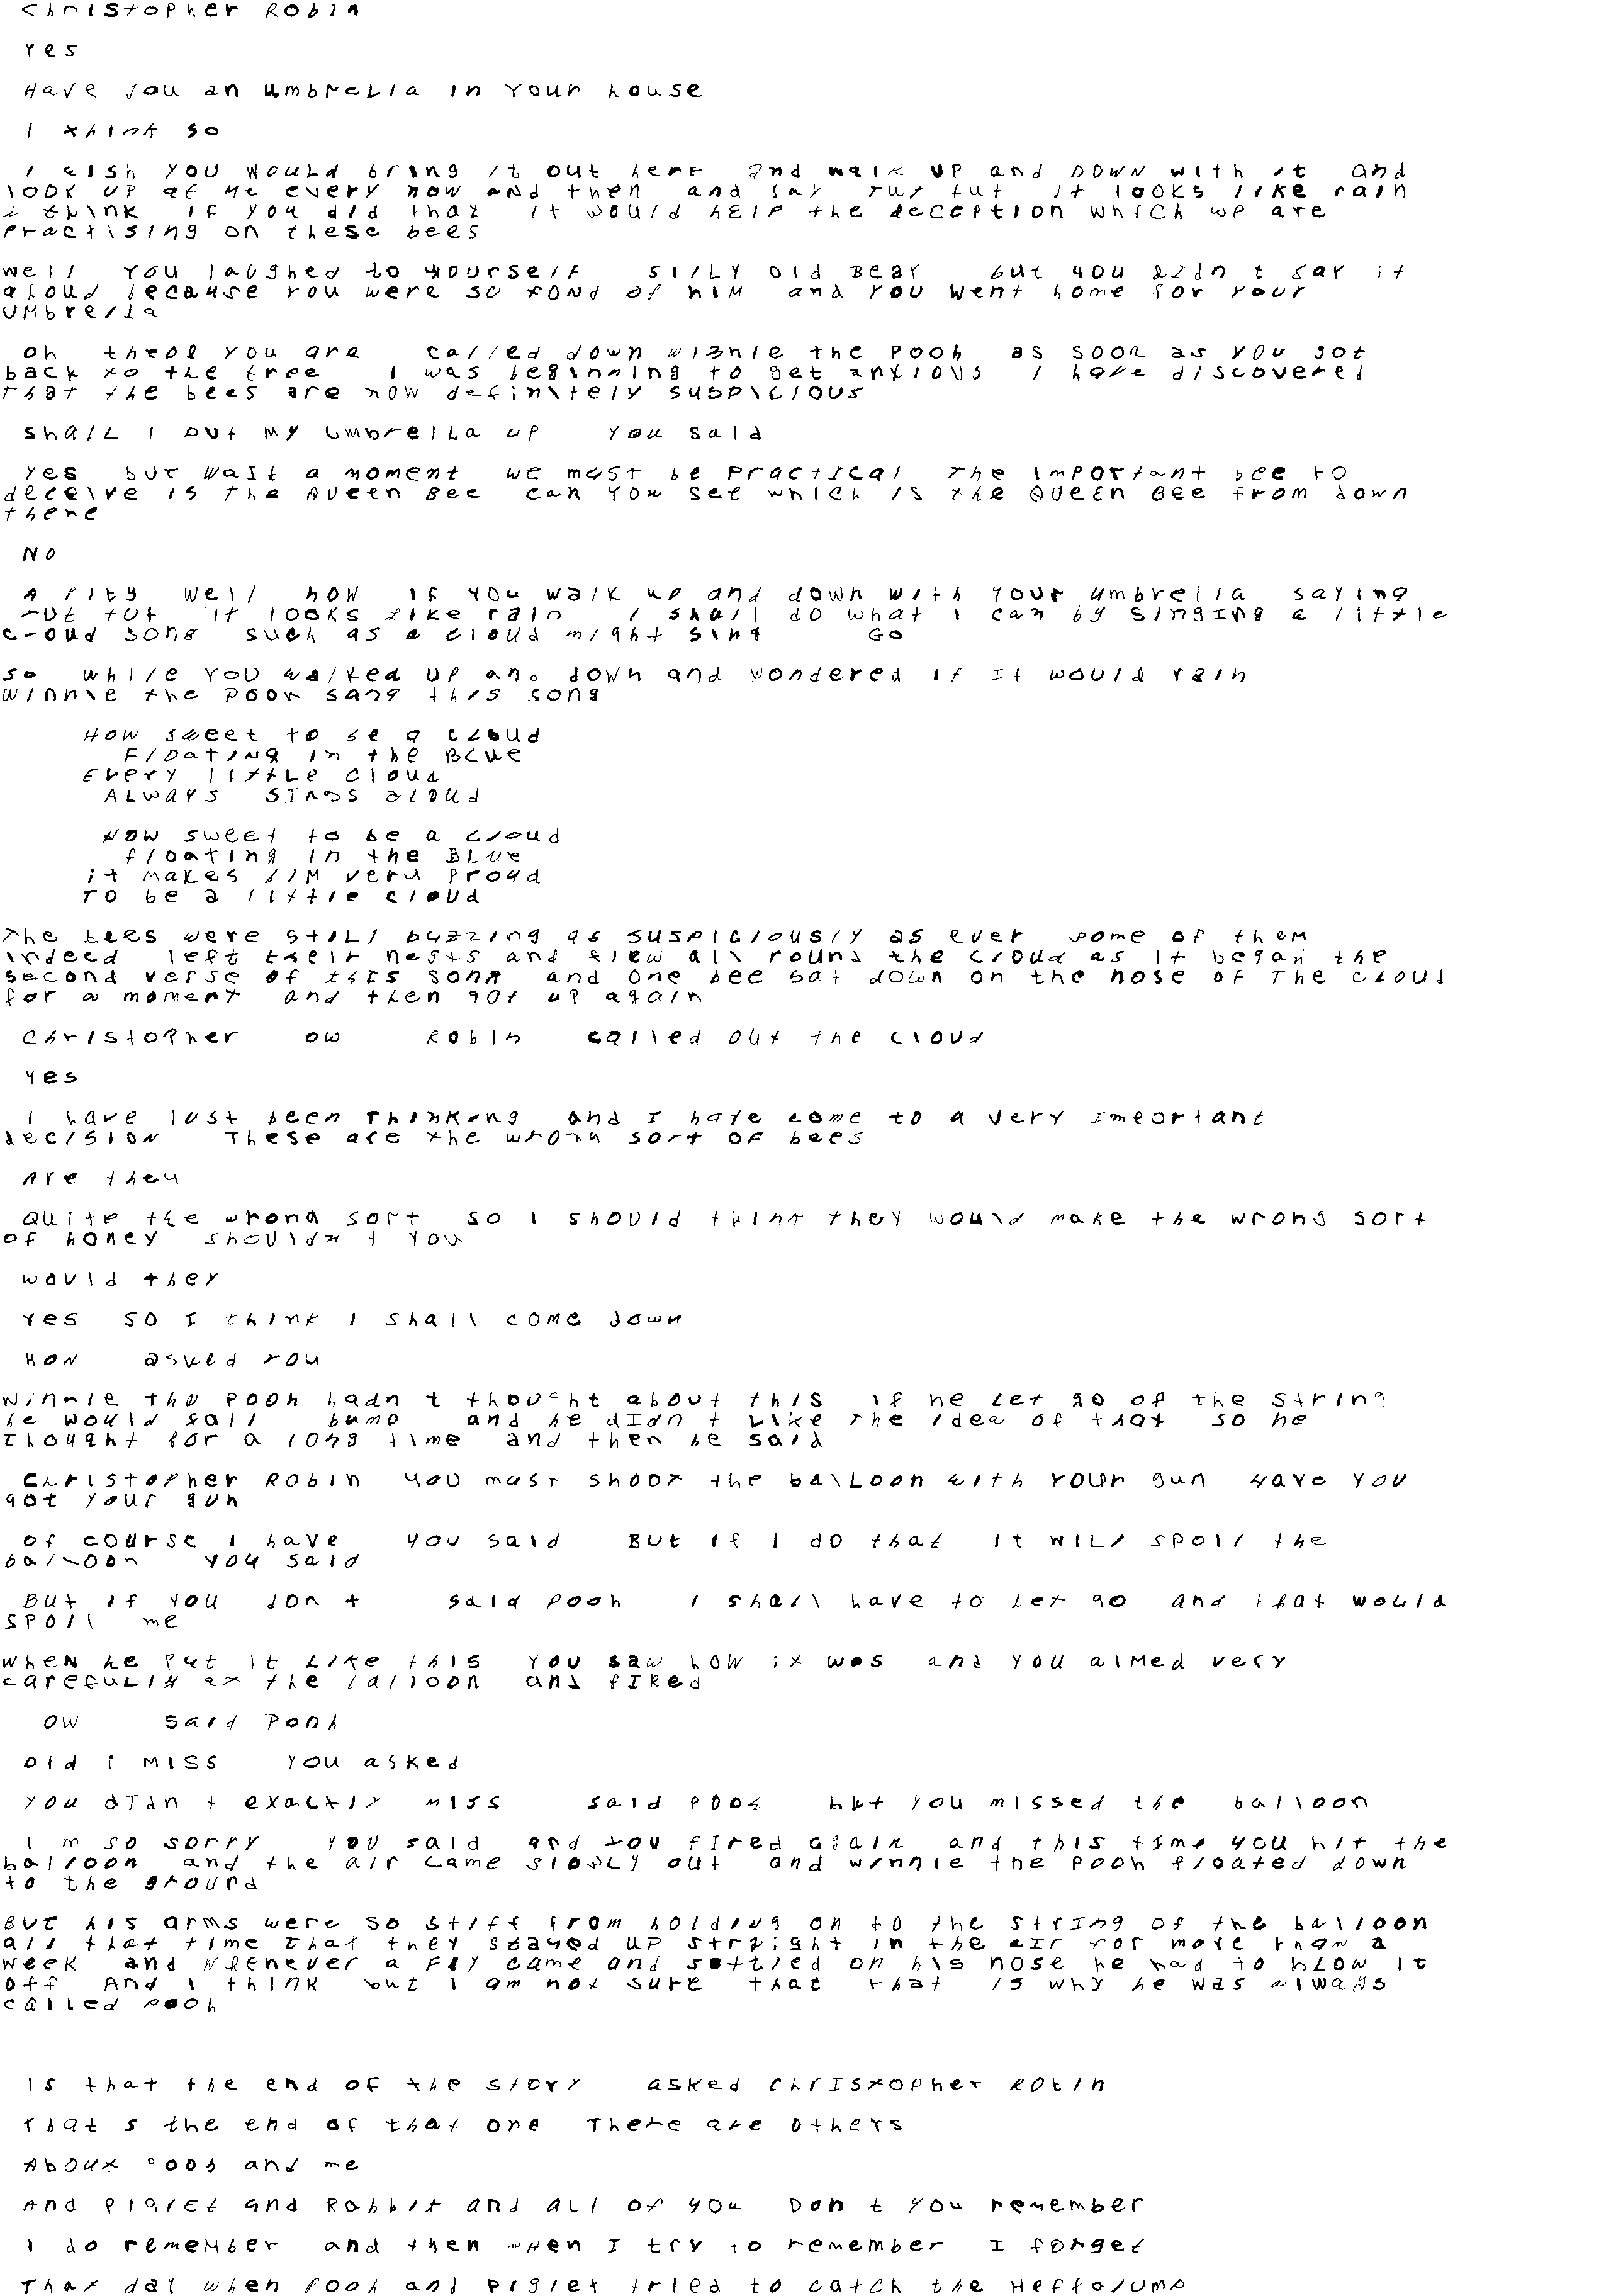 Christopher Robin
Yes
Have you an umbrella in your house
I think so
I wish you would bring it out here and walk up and down with it and
look up at me every now and then and say tut tut it looks like rain
I think if you did that it would help the deception which we are
practising on these bees
Well you laughed to yourself Silly old Bear but you didn t say it
aloud because you were so fond of him and you went home for your
umbrella
Oh there you are called down Winnie the Pooh as soon as you got
back to the tree I was beginning to get anxious I have discovered
that the bees are now definitely suspicious
Shall I put my umbrella up you said
Yes but wait a moment We must be practical The important bee to
deceive is the Queen Bee Can you see which is the Queen Bee from down
there
No
A pity Well now if you walk up and down with your umbrella saying
Tut tut it looks like rain I shall do what I can by singing a little
Cloud Song such as a cloud might sing Go
So while you walked up and down and wondered if it would rain
Winnie the Pooh sang this song
How sweet to be a Cloud
Floating in the Blue
Every little cloud
Always sings aloud
How sweet to be a Cloud
Floating in the Blue
It makes him very proud
To be a little cloud
The bees were still buzzing as suspiciously as ever Some of them
indeed left their nests and flew all round the cloud as it began the
second verse of this song and one bee sat down on the nose of the cloud
for a moment and then got up again
Christopher ow Robin called out the cloud
Yes
I have just been thinking and I have come to a very important
decision These are the wrong sort of bees
Are they
Quite the wrong sort So I should think they would make the wrong sort
of honey shouldn t you
Would they
Yes So I think I shall come down
How asked you
Winnie the Pooh hadn t thought about this If he let go of the string
he would fall bump and he didn t like the idea of that So he
thought for a long time and then he said
Christopher Robin you must shoot the balloon with your gun Have you
got your gun
Of course I have you said But if I do that it will spoil the
balloon you said
But if you don t said Pooh I shall have to let go and that would
spoil me
When he put it like this you saw how it was and you aimed very
carefully at the balloon and fired
Ow said Pooh
Did I miss you asked
You didn t exactly miss said Pooh but you missed the balloon
I m so sorry you said and you fired again and this time you hit the
balloon and the air came slowly out and Winnie the Pooh floated down
to the ground
But his arms were so stiff from holding on to the string of the balloon
all that time that they stayed up straight in the air for more than a
week and whenever a fly came and settled on his nose he had to blow it
off And I think but I am not sure that that is why he was always
called Pooh
Is that the end of the story asked Christopher Robin
That s the end of that one There are others
About Pooh and Me
And Piglet and Rabbit and all of you Don t you remember
I do remember and then when I try to remember I forget
That day when Pooh and Piglet tried to catch the Heffalump